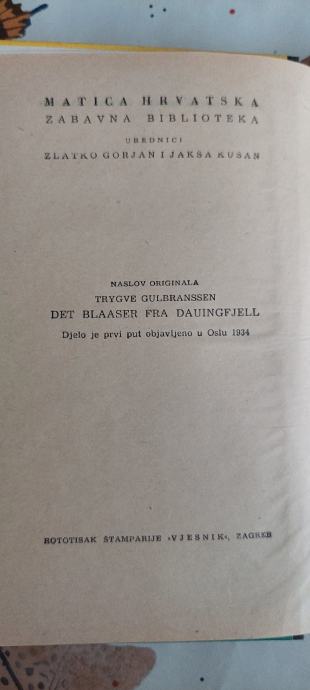 MATICA HRVATSKA
ZABAVNA BIBLIOTEKA
UREDNICI
ZLATKO GORJAN I JAKŠA KUŠAN
NASLOV ORIGINALA
TRYGVE GULBRANSSEN
DET BLAASER FRA DAUINGFJELL
Djelo je prvi put objavljeno u Oslu 1934
ROTOTISAK ŠTAMPARIJE »VJESNIK«, ZAGREB